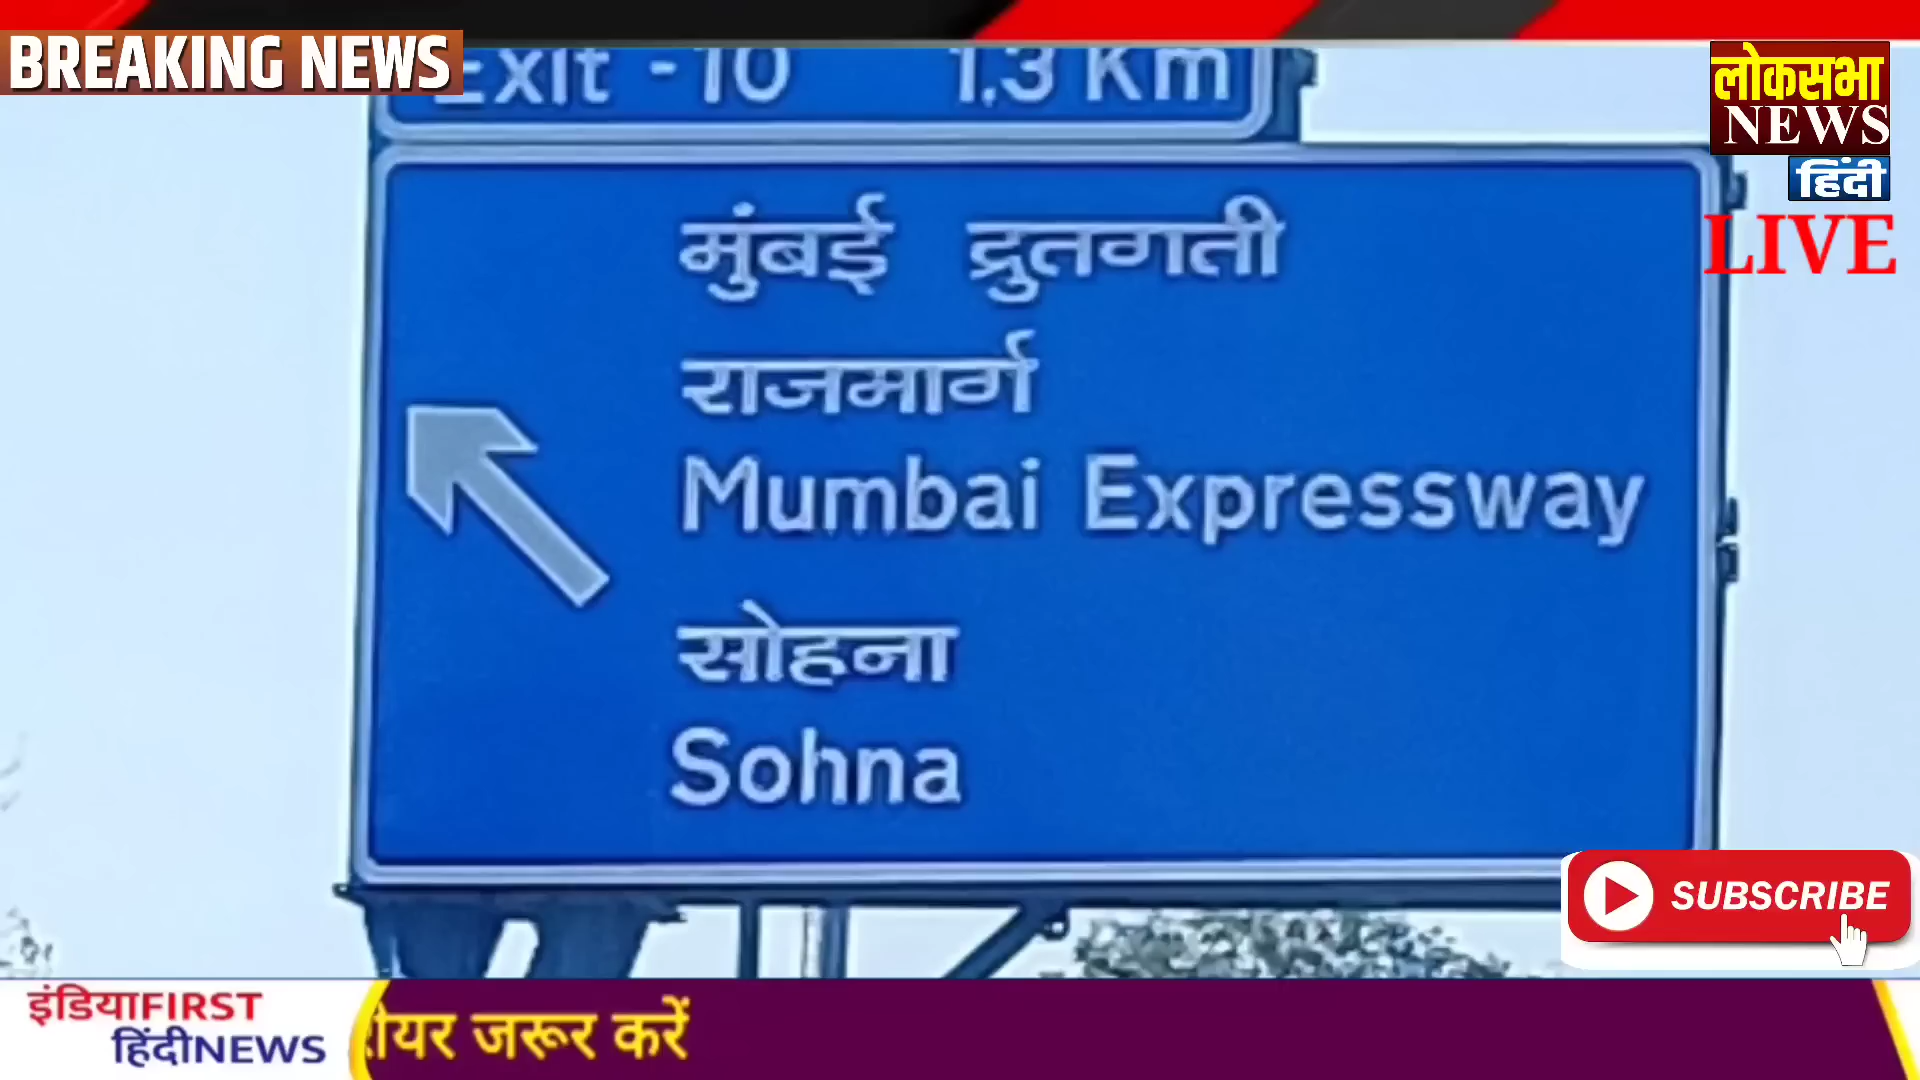 BREAKING NEWS
Exit -10 1.3 Km
लोकसभा
NEWS
हिंदी
LIVE
मुंबई द्रुतगती
राजमार्ग
Mumbai Expressway
सोहना
Sohna
SUBSCRIBE
इंडियाFIRST
हिंदीNEWS
जरूर करें